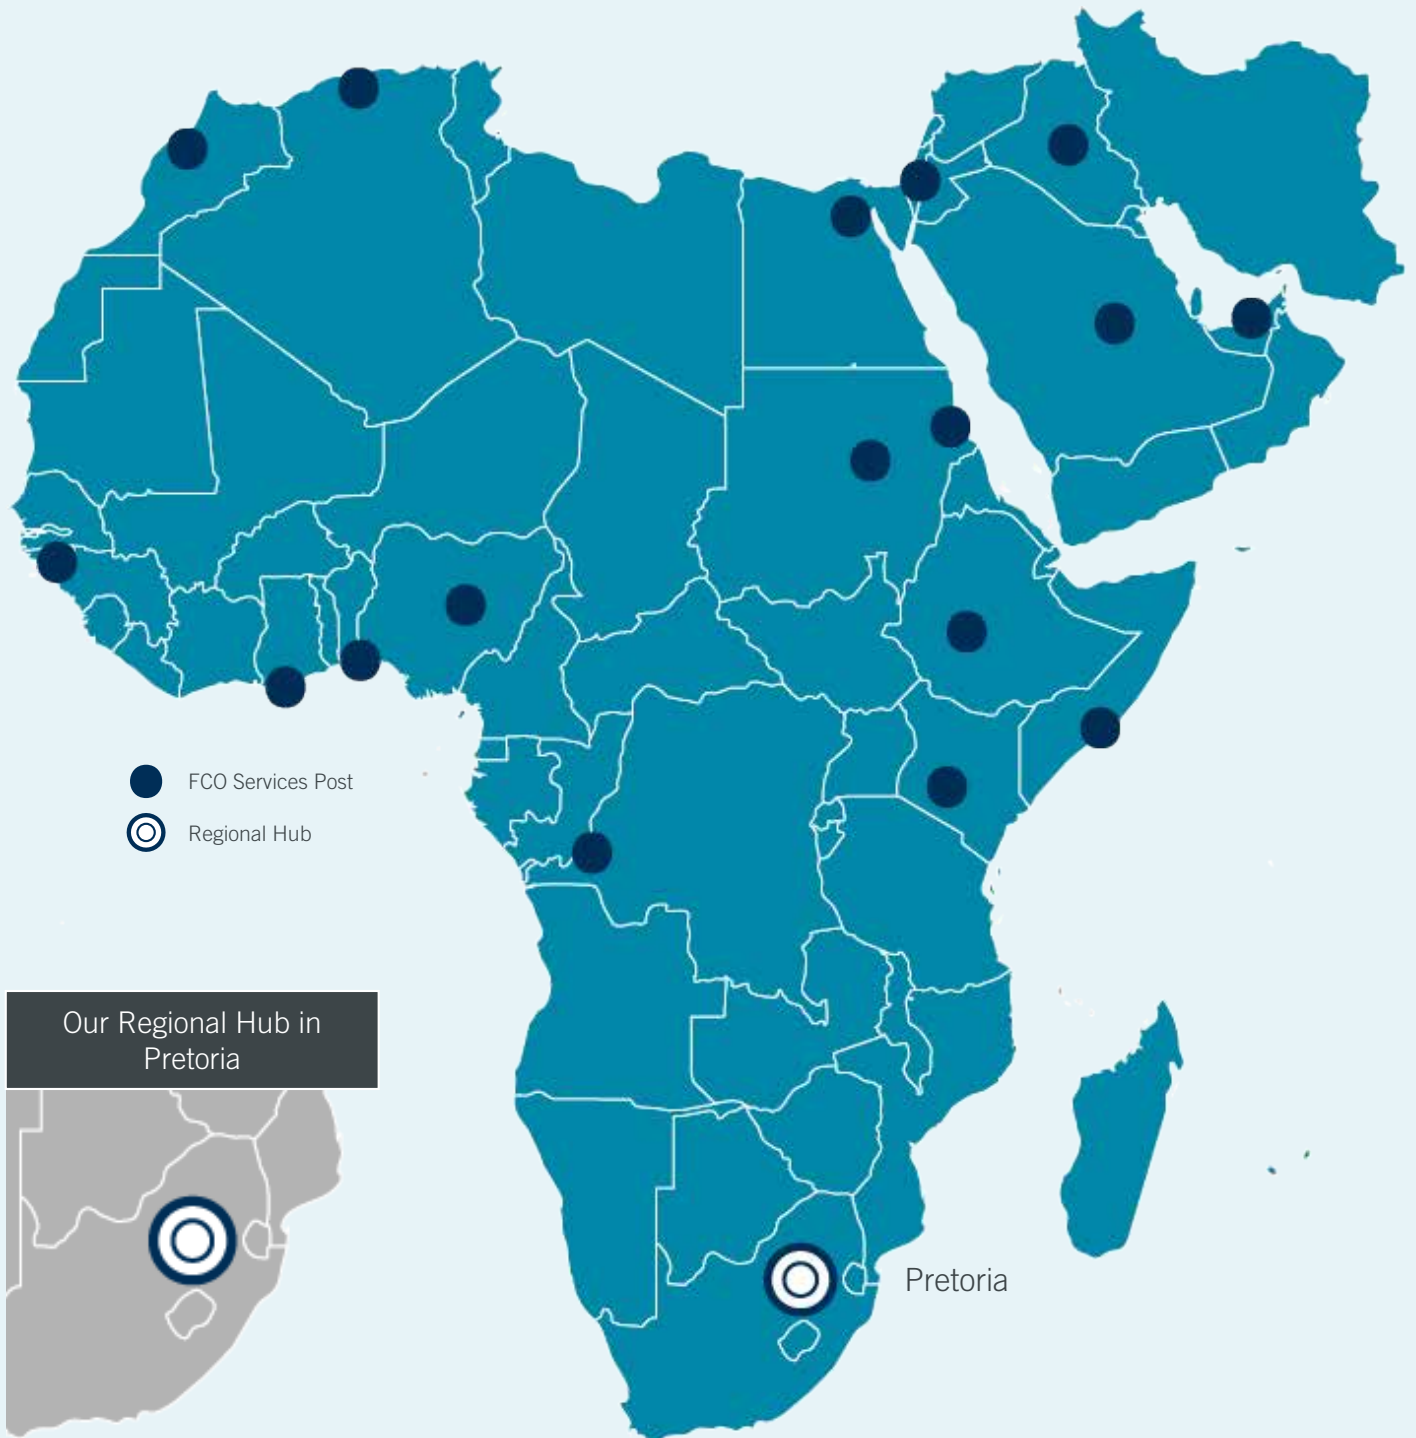 FCO Services Post
Regional Hub
Our Regional Hub in
Pretoria
Pretoria